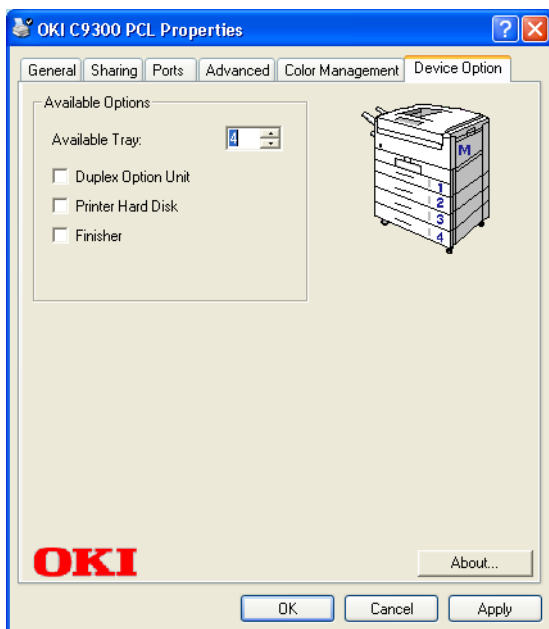 OKI C9300 PCL Properties
General Sharing Ports Advanced Color Management Device Option
Available Options
Available Tray: 4
Duplex Option Unit
Printer Hard Disk
Finisher
M
1
2
3
4
OKI
About...
OK Cancel Apply